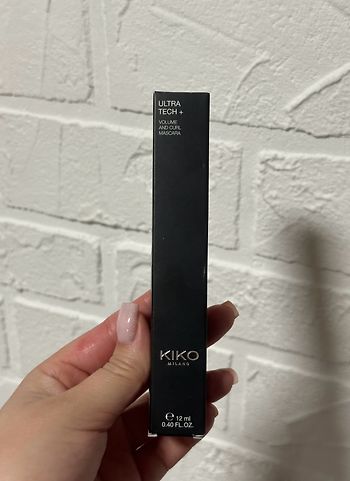 ULTRA
TECH +
VOLUME
AND CURL
MASCARA
KIKO
MILANO
℮ 12 ml
0.40 FL.OZ.